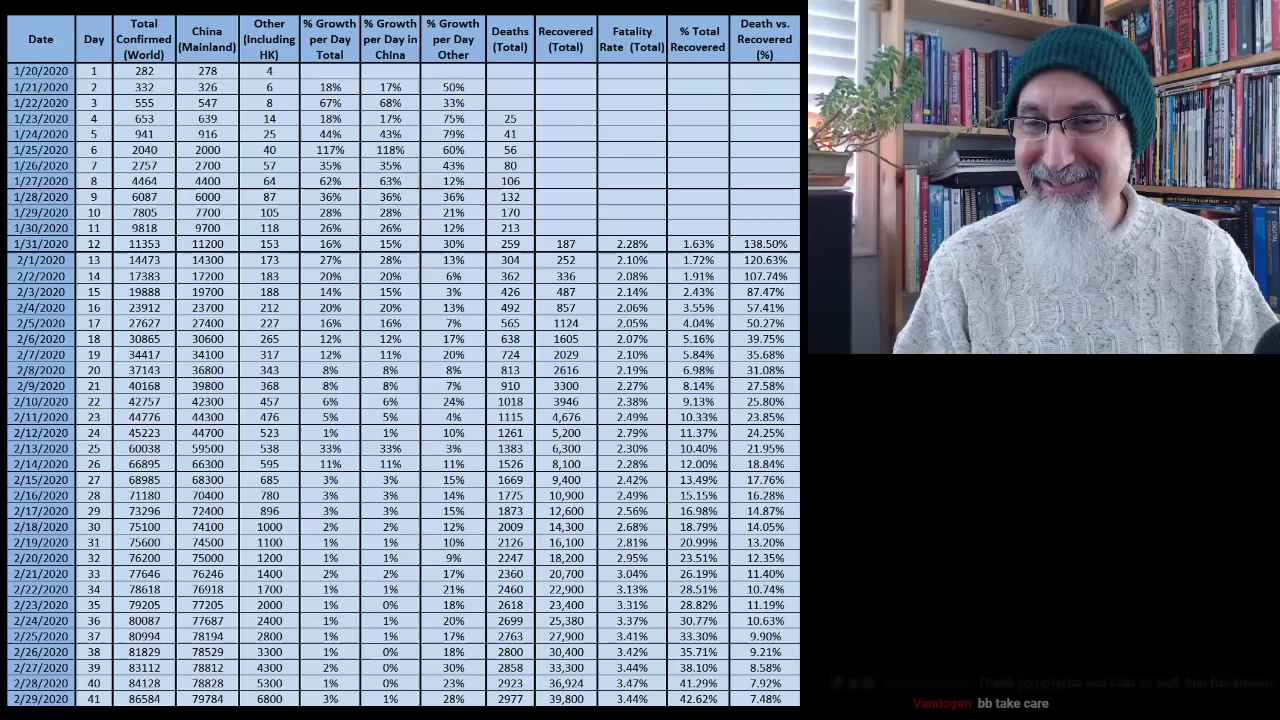 Date Day Total Confirmed (World) China (Mainland) Other (Including HK) % Growth per Day Total % Growth per Day in China % Growth per Day Other Deaths (Total) Recovered (Total) Fatality Rate (Total) % Total Recovered Death vs. Recovered (%)
1/20/2020 1 282 278 4
1/21/2020 2 332 326 6 18% 17% 50%
1/22/2020 3 555 547 8 67% 68% 33%
1/23/2020 4 653 639 14 18% 17% 75% 25
1/24/2020 5 941 916 25 44% 43% 79% 41
1/25/2020 6 2040 2000 40 117% 118% 60% 56
1/26/2020 7 2757 2700 57 35% 35% 43% 80
1/27/2020 8 4464 4400 64 62% 63% 12% 106
1/28/2020 9 6087 6000 87 36% 36% 36% 132
1/29/2020 10 7805 7700 105 28% 28% 21% 170
1/30/2020 11 9818 9700 118 26% 26% 12% 213
1/31/2020 12 11353 11200 153 16% 15% 30% 259 187 2.28% 1.63% 138.50%
2/1/2020 13 14473 14300 173 27% 28% 13% 304 252 2.10% 1.72% 120.63%
2/2/2020 14 17383 17200 183 20% 20% 6% 362 336 2.08% 1.91% 107.74%
2/3/2020 15 19888 19700 188 14% 15% 3% 426 487 2.14% 2.43% 87.47%
2/4/2020 16 23912 23700 212 20% 20% 13% 492 857 2.06% 3.55% 57.41%
2/5/2020 17 27627 27400 227 16% 16% 7% 565 1124 2.05% 4.04% 50.27%
2/6/2020 18 30865 30600 265 12% 12% 17% 638 1605 2.07% 5.16% 39.75%
2/7/2020 19 34417 34100 317 12% 11% 20% 724 2029 2.10% 5.84% 35.68%
2/8/2020 20 37143 36800 343 8% 8% 8% 813 2616 2.19% 6.98% 31.08%
2/9/2020 21 40168 39800 368 8% 8% 7% 910 3300 2.27% 8.14% 27.58%
2/10/2020 22 42757 42300 457 6% 6% 24% 1018 3946 2.38% 9.13% 25.80%
2/11/2020 23 44776 44300 476 5% 5% 4% 1115 4,676 2.49% 10.33% 23.85%
2/12/2020 24 45223 44700 523 1% 1% 10% 1261 5,200 2.79% 11.37% 24.25%
2/13/2020 25 60038 59500 538 33% 33% 3% 1383 6,300 2.30% 10.40% 21.95%
2/14/2020 26 66895 66300 595 11% 11% 11% 1526 8,100 2.28% 12.00% 18.84%
2/15/2020 27 68985 68300 685 3% 3% 15% 1669 9,400 2.42% 13.49% 17.76%
2/16/2020 28 71180 70400 780 3% 3% 14% 1775 10,900 2.49% 15.15% 16.28%
2/17/2020 29 73296 72400 896 3% 3% 15% 1873 12,600 2.56% 16.98% 14.87%
2/18/2020 30 75100 74100 1000 2% 2% 12% 2009 14,300 2.68% 18.79% 14.05%
2/19/2020 31 75600 74500 1100 1% 1% 10% 2126 16,100 2.81% 20.99% 13.20%
2/20/2020 32 76200 75000 1200 1% 1% 9% 2247 18,200 2.95% 23.51% 12.35%
2/21/2020 33 77646 76246 1400 2% 2% 17% 2360 20,700 3.04% 26.19% 11.40%
2/22/2020 34 78618 76918 1700 1% 1% 21% 2460 22,900 3.13% 28.51% 10.74%
2/23/2020 35 79205 77205 2000 1% 0% 18% 2618 23,400 3.31% 28.82% 11.19%
2/24/2020 36 80087 77687 2400 1% 1% 20% 2699 25,380 3.37% 30.77% 10.63%
2/25/2020 37 80994 78194 2800 1% 1% 17% 2763 27,900 3.41% 33.30% 9.90%
2/26/2020 38 81829 78529 3300 1% 0% 18% 2800 30,400 3.42% 35.71% 9.21%
2/27/2020 39 83112 78812 4300 2% 0% 30% 2858 33,300 3.44% 38.10% 8.58%
2/28/2020 40 84128 78828 5300 1% 0% 23% 2923 36,924 3.47% 41.29% 7.92%
2/29/2020 41 86584 79784 6800 3% 1% 28% 2977 39,800 3.44% 42.62% 7.48%
Vandogen bb take care